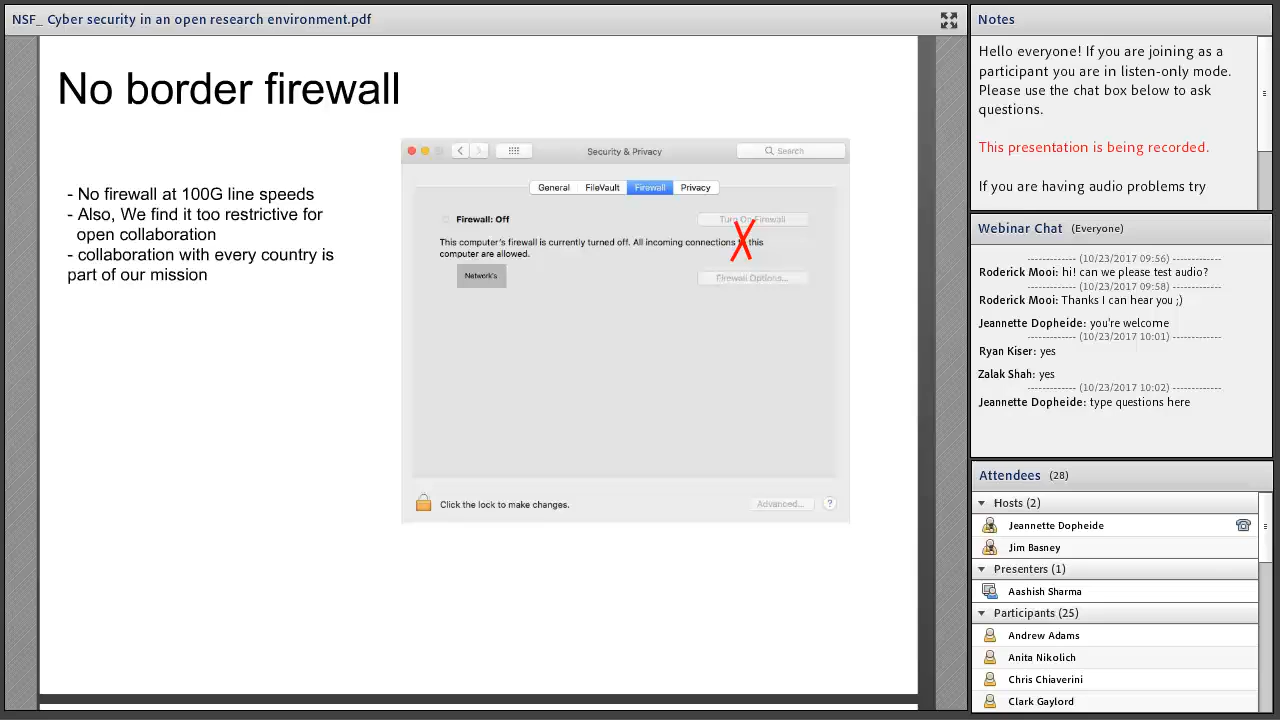 NSF_ Cyber security in an open research environment.pdf
No border firewall
- No firewall at 100G line speeds
- Also, We find it too restrictive for
open collaboration
- collaboration with every country is
part of our mission
Security & Privacy
Search
General
FileVault
Firewall
Privacy
Firewall: Off
Turn On Firewall
This computer's firewall is currently turned off. All incoming connections to this
computer are allowed.
Network's
Firewall Options...
Click the lock to make changes.
Advanced...
?
Notes
Hello everyone! If you are joining as a
participant you are in listen-only mode.
Please use the chat box below to ask
questions.
This presentation is being recorded.
If you are having audio problems try
Webinar Chat (Everyone)
------------ (10/23/2017 09:56) ------------
Roderick Mooi: hi! can we please test audio?
------------ (10/23/2017 09:58) ------------
Roderick Mooi: Thanks I can hear you ;)
Jeannette Dopheide: you're welcome
------------ (10/23/2017 10:01) ------------
Ryan Kiser: yes
Zalak Shah: yes
------------ (10/23/2017 10:02) ------------
Jeannette Dopheide: type questions here
Attendees (28)
Hosts (2)
Jeannette Dopheide
Jim Basney
Presenters (1)
Aashish Sharma
Participants (25)
Andrew Adams
Anita Nikolich
Chris Chiaverini
Clark Gaylord